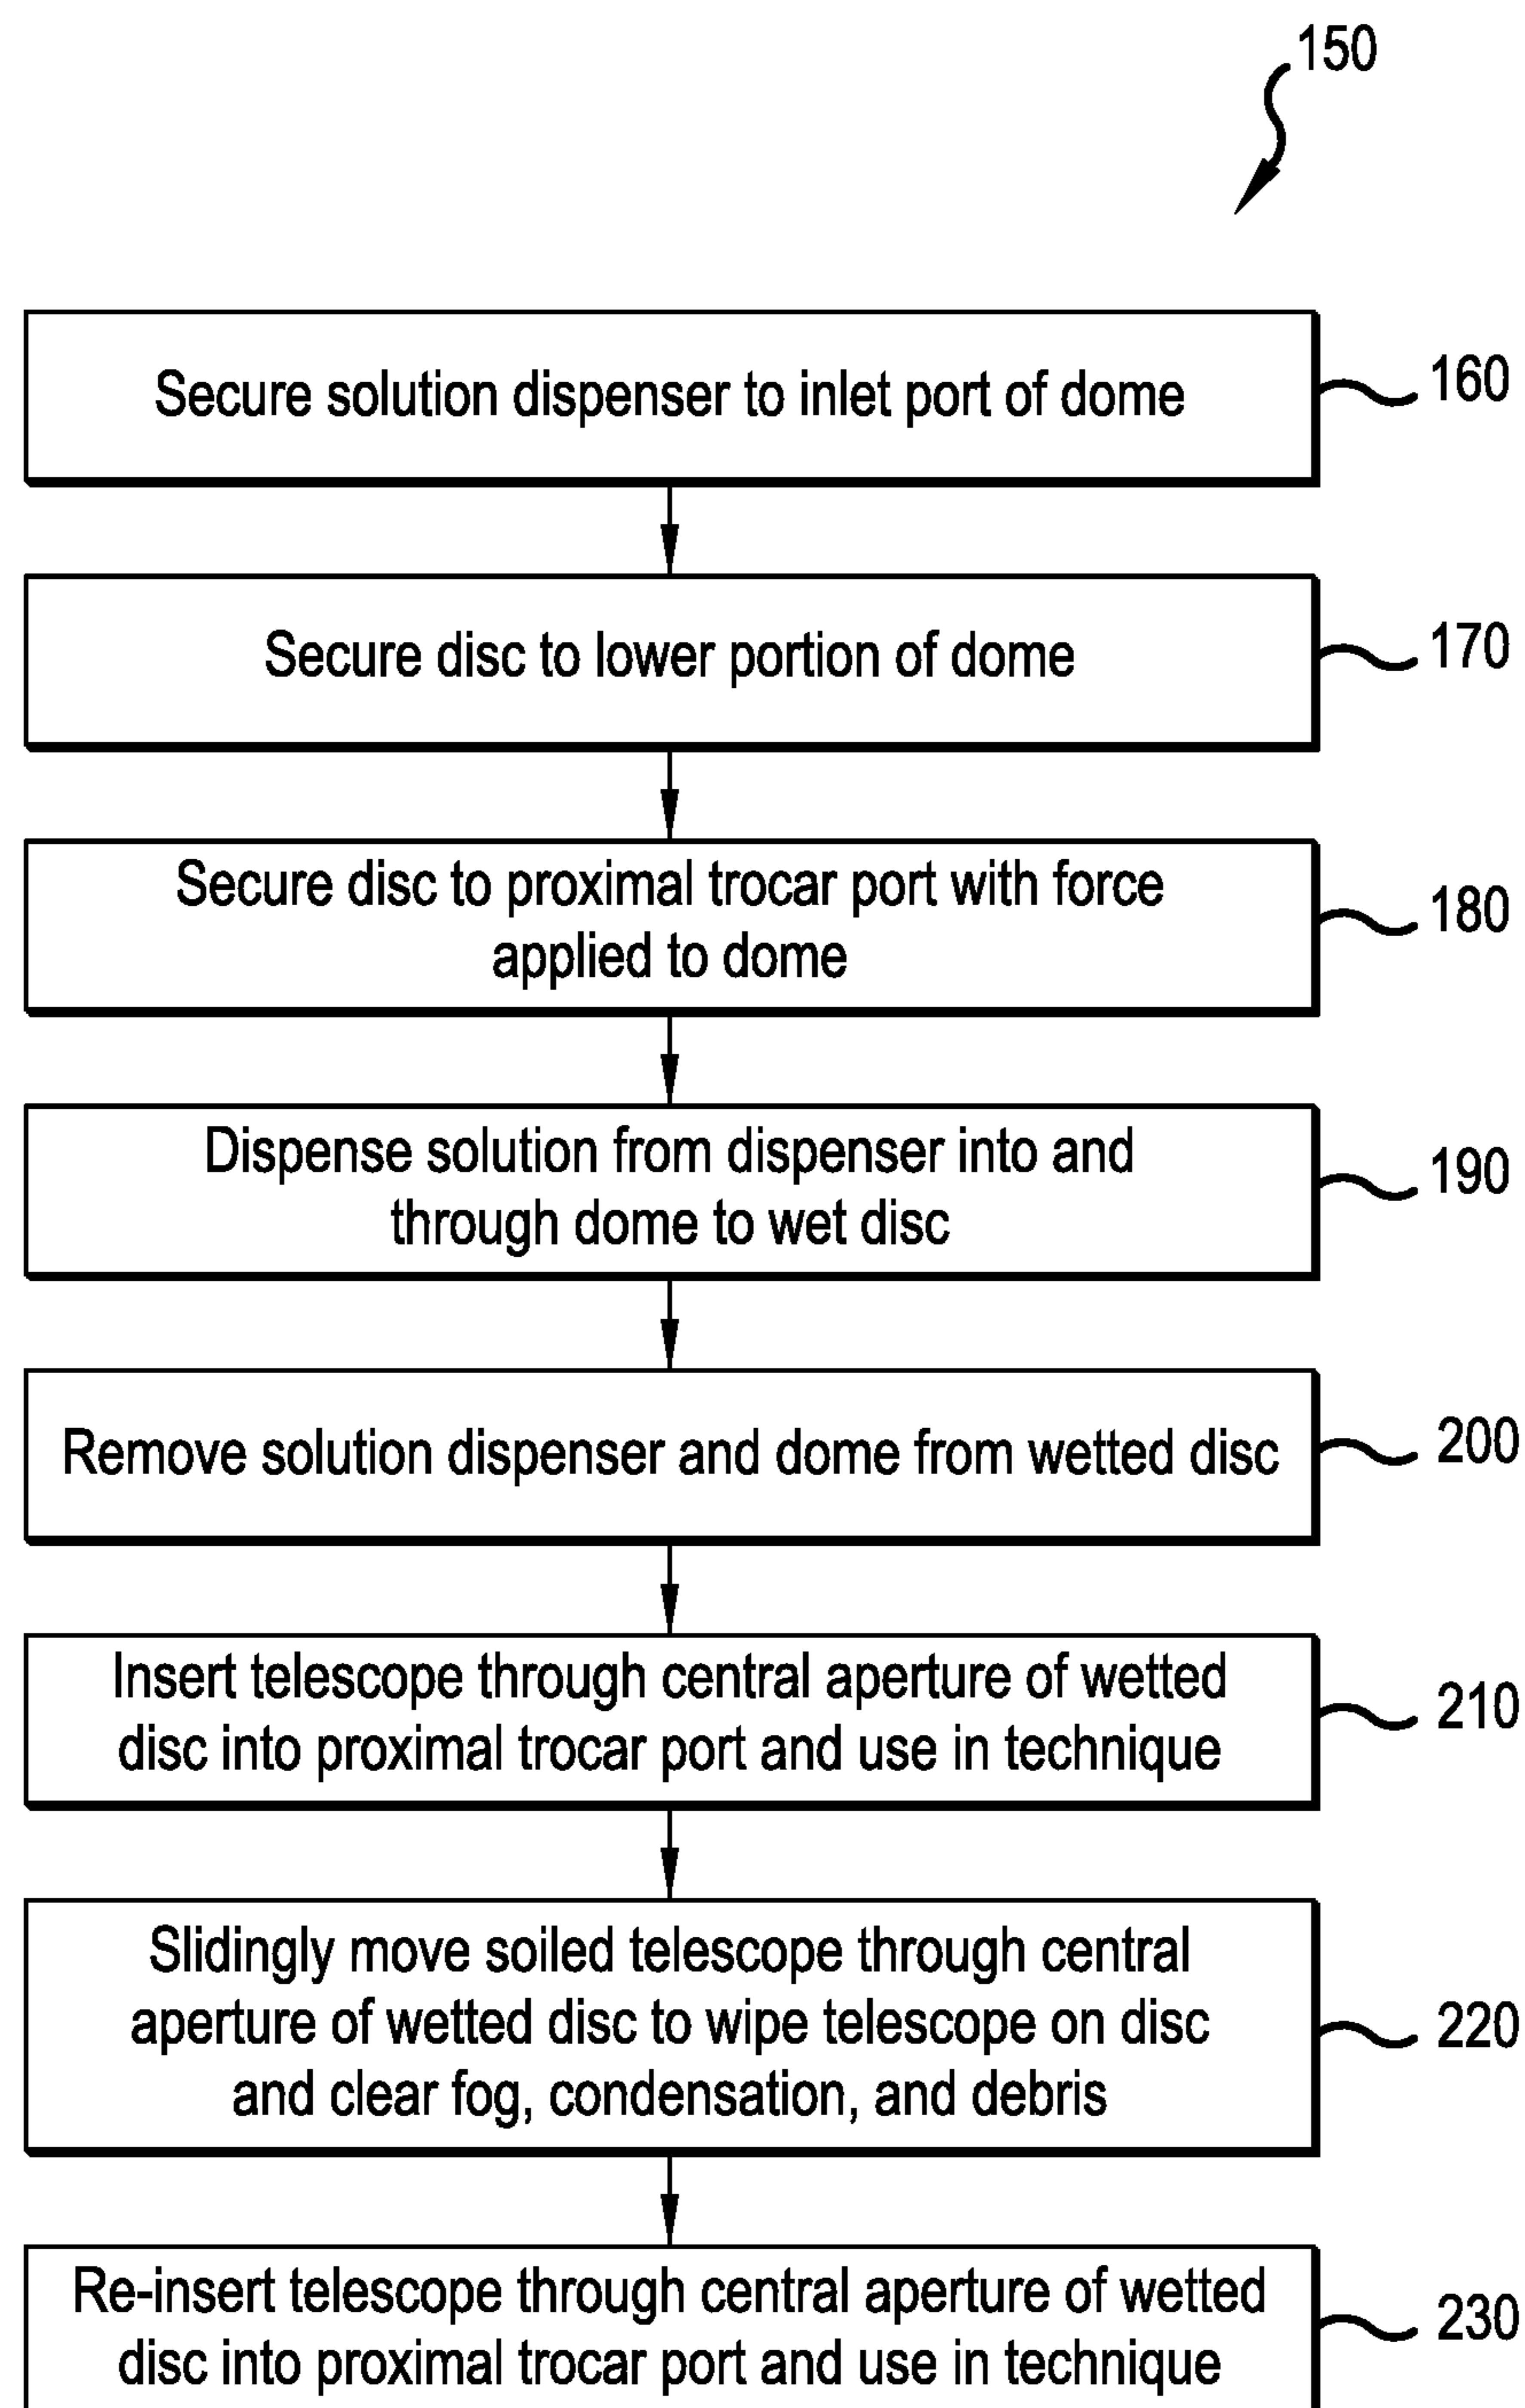 150
Secure solution dispenser to inlet port of dome
160
Secure disc to lower portion of dome
170
Secure disc to proximal trocar port with force
applied to dome
180
Dispense solution from dispenser into and
through dome to wet disc
190
Remove solution dispenser and dome from wetted disc
200
Insert telescope through central aperture of wetted
disc into proximal trocar port and use in technique
210
Slidingly move soiled telescope through central
aperture of wetted disc to wipe telescope on disc
and clear fog, condensation, and debris
220
Re-insert telescope through central aperture of wetted
disc into proximal trocar port and use in technique
230